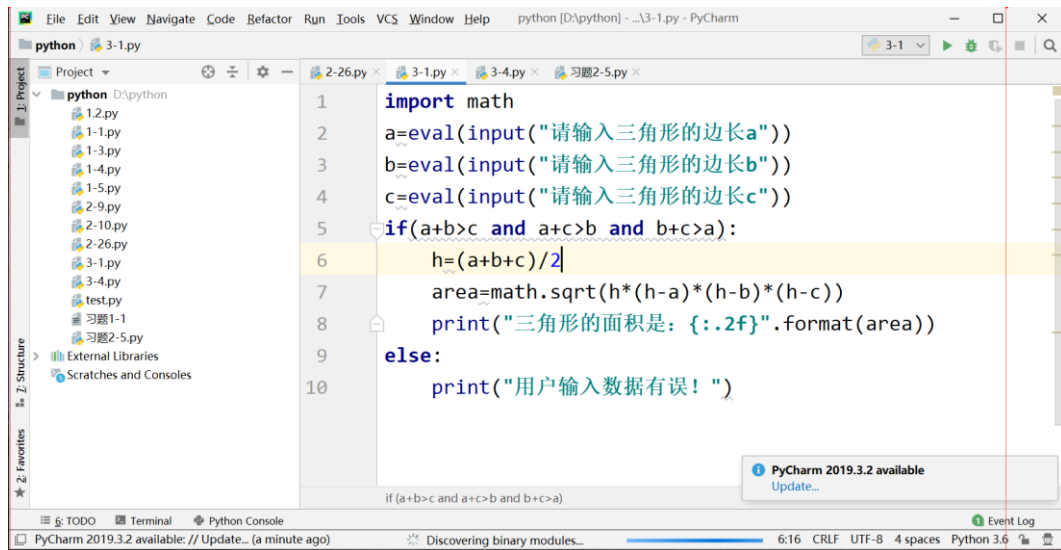 File Edit View Navigate Code Refactor Run Tools VCS Window Help python [D:\python] - ...\3-1.py - PyCharm
python 3-1.py 3-1
Project
2-26.py 3-1.py 3-4.py 习题2-5.py
1: Project
python D:\python
1.2.py
1-1.py
1-3.py
1-4.py
1-5.py
2-9.py
2-10.py
2-26.py
3-1.py
3-4.py
test.py
习题1-1
习题2-5.py
External Libraries
Scratches and Consoles
7: Structure
2: Favorites
1 import math
2 a=eval(input("请输入三角形的边长a"))
3 b=eval(input("请输入三角形的边长b"))
4 c=eval(input("请输入三角形的边长c"))
5 if(a+b>c and a+c>b and b+c>a):
6 h=(a+b+c)/2
7 area=math.sqrt(h*(h-a)*(h-b)*(h-c))
8 print("三角形的面积是：{:.2f}".format(area))
9 else:
10 print("用户输入数据有误！")
if (a+b>c and a+c>b and b+c>a)
PyCharm 2019.3.2 available
Update...
6: TODO Terminal Python Console 1 Event Log
PyCharm 2019.3.2 available: // Update... (a minute ago) Discovering binary modules... 6:16 CRLF UTF-8 4 spaces Python 3.6